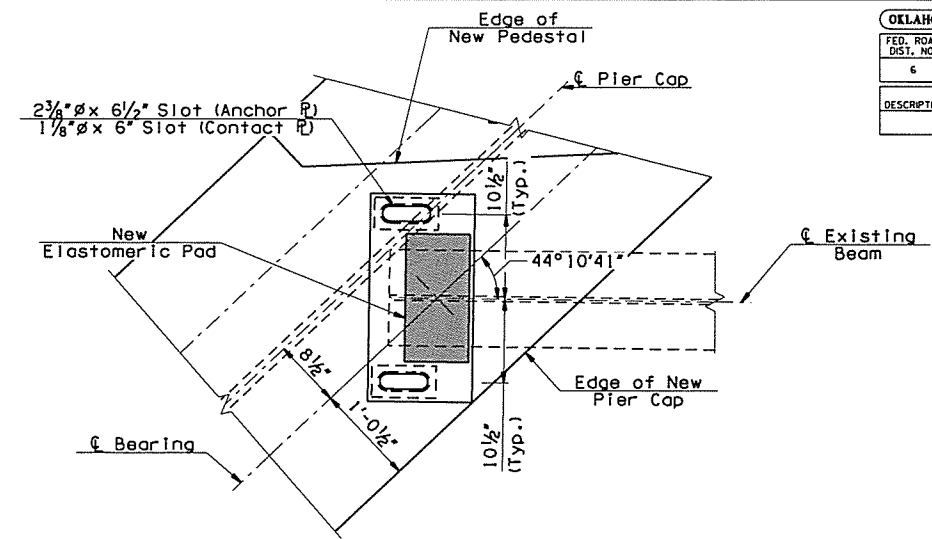 Edge of
New Pedestal
OKLAH
FED. ROA
DIST. NO
6
DESCRIPT
℄ Pier Cap
2⅜"Ø x 6½" Slot (Anchor ⅊)
1⅛"Ø x 6" Slot (Contact ⅊)
10½"
(Typ.)
New
Elastomeric Pad
44°10'41"
℄ Existing
Beam
8½"
1'-0½"
Edge of New
Pier Cap
10½"
(Typ.)
℄ Bearing